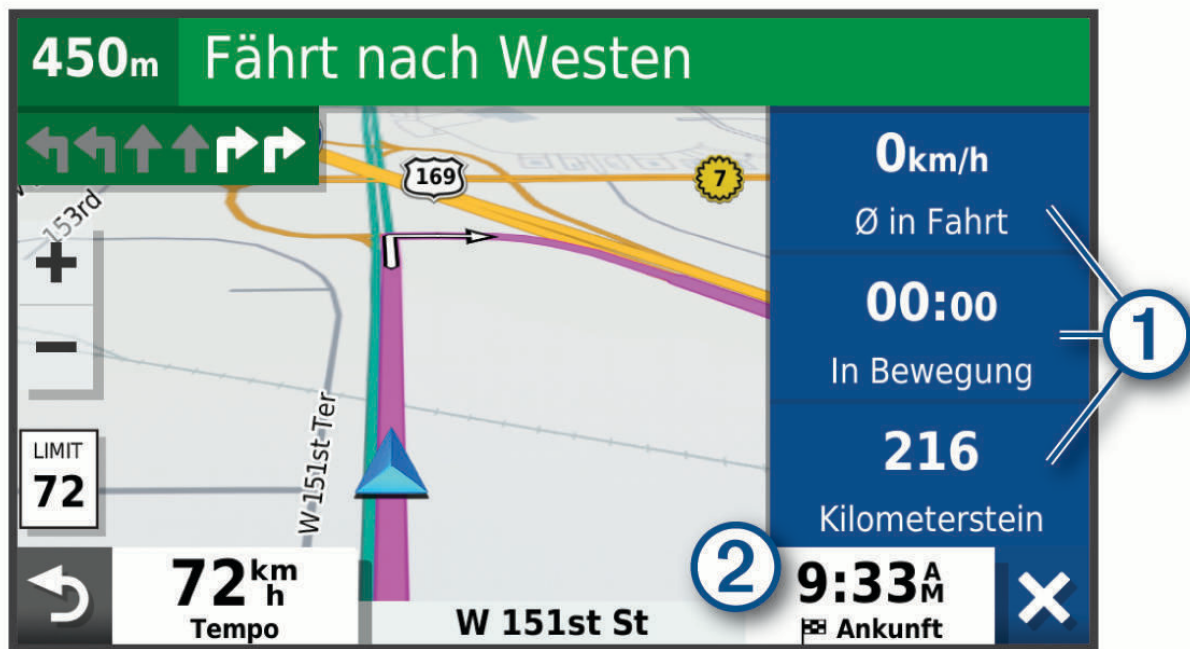 450m Fährt nach Westen
153rd
169
7
0km/h
Ø in Fahrt
00:00
In Bewegung
1
216
Kilometerstein
W 151st Ter
LIMIT
72
2
72 km h
Tempo
W 151st St
9:33 AM
Ankunft